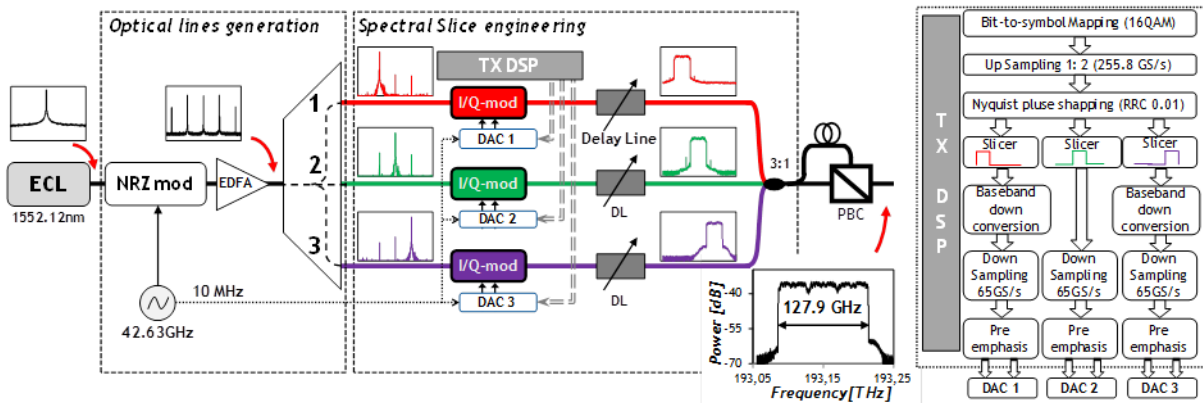 Optical lines generation
Spectral Slice engineering
TX DSP
1
I/Q-mod
DAC 1
Delay Line
ECL
1552.12nm
NRZ mod
EDFA
2
I/Q-mod
DAC 2
DL
3:1
PBC
3
I/Q-mod
DAC 3
DL
10 MHz
42.63GHz
Power [dB]
-40
-55
-70
127.9 GHz
193,05
193,15
193,25
Frequency[THz]
TX DSP
Bit-to-symbol Mapping (16QAM)
Up Sampling 1: 2 (255.8 GS/s)
Nyquist pluse shapping (RRC 0.01)
Slicer
Slicer
Slicer
Baseband down conversion
Baseband down conversion
Down Sampling 65GS/s
Down Sampling 65GS/s
Down Sampling 65GS/s
Pre emphasis
Pre emphasis
Pre emphasis
DAC 1
DAC 2
DAC 3